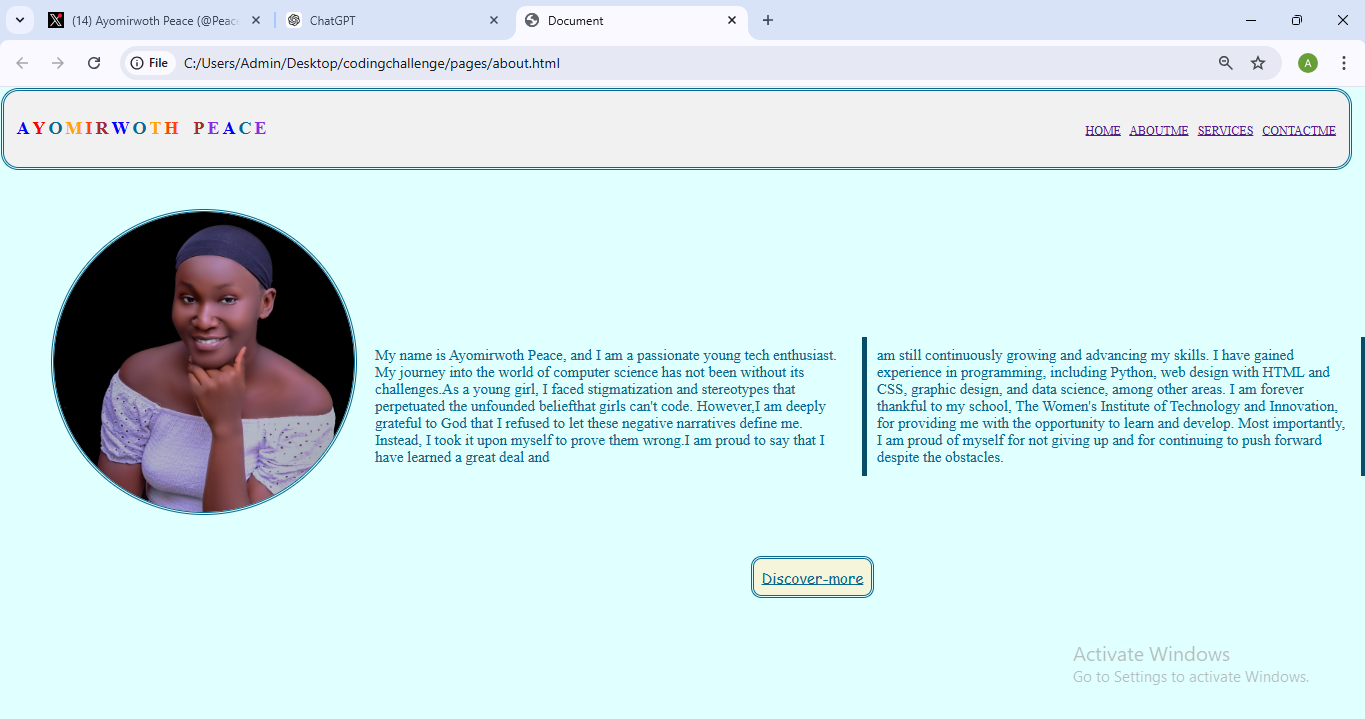 (14) Ayomirwoth Peace (@Peac
ChatGPT
Document
File
C:/Users/Admin/Desktop/codingchallenge/pages/about.html
A
AYOMIRWOTH PEACE
HOME ABOUTME SERVICES CONTACTME
My name is Ayomirwoth Peace, and I am a passionate young tech enthusiast.
My journey into the world of computer science has not been without its
challenges.As a young girl, I faced stigmatization and stereotypes that
perpetuated the unfounded beliefthat girls can't code. However,I am deeply
grateful to God that I refused to let these negative narratives define me.
Instead, I took it upon myself to prove them wrong.I am proud to say that I
have learned a great deal and
am still continuously growing and advancing my skills. I have gained
experience in programming, including Python, web design with HTML and
CSS, graphic design, and data science, among other areas. I am forever
thankful to my school, The Women's Institute of Technology and Innovation,
for providing me with the opportunity to learn and develop. Most importantly,
I am proud of myself for not giving up and for continuing to push forward
despite the obstacles.
Discover-more
Activate Windows
Go to Settings to activate Windows.